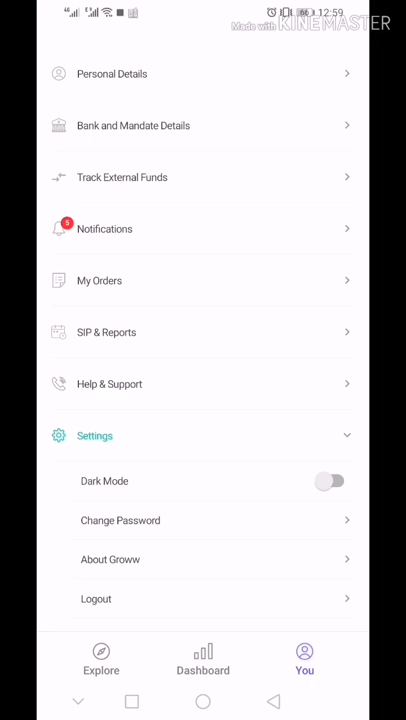 12:59
Made with KINEMASTER
Personal Details
Bank and Mandate Details
Track External Funds
5
Notifications
My Orders
SIP & Reports
Help & Support
Settings
Dark Mode
Change Password
About Groww
Logout
Explore
Dashboard
You